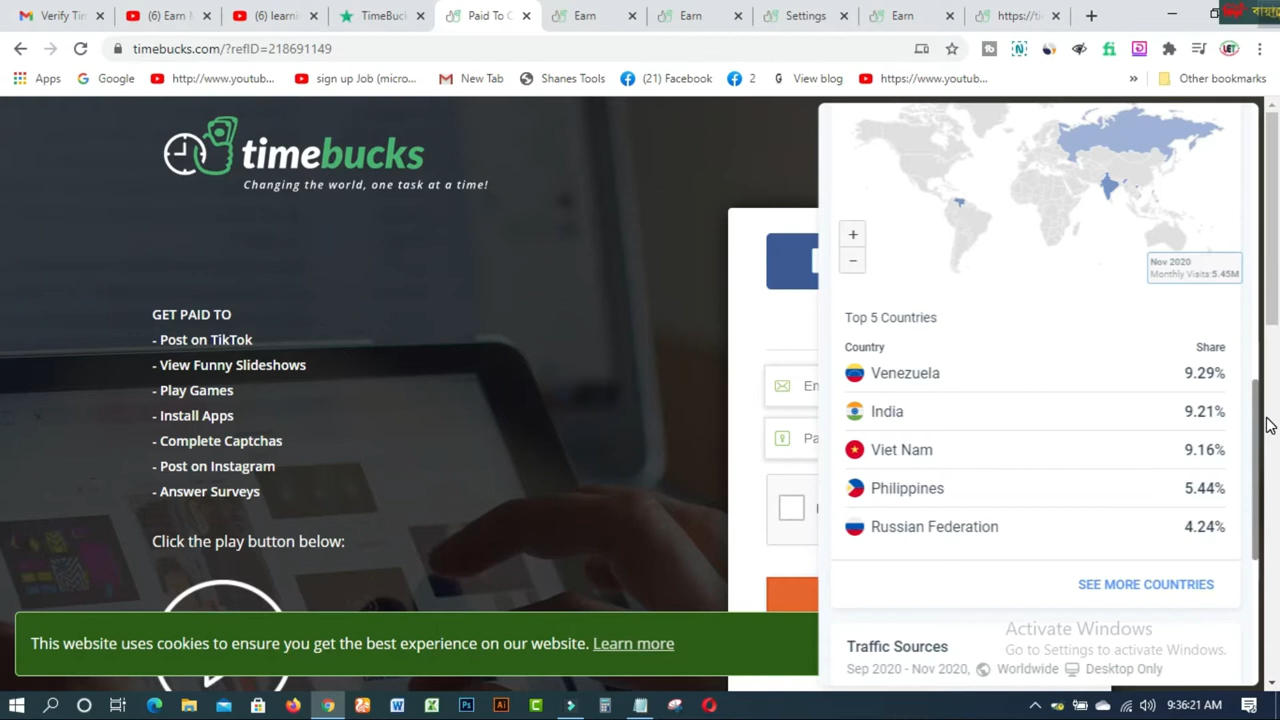 Verify Tim
(6) Earn M
(6) learni
TimeBuc
Paid To C
Earn
Earn
Settings
Earn
https://ti
timebucks.com/?refID=218691149
Apps
Google
http://www.youtub...
sign up Job (micro...
New Tab
Shanes Tools
(21) Facebook
2
View blog
https://www.youtub...
»
Other bookmarks
timebucks
Changing the world, one task at a time!
GET PAID TO
- Post on TikTok
- View Funny Slideshows
- Play Games
- Install Apps
- Complete Captchas
- Post on Instagram
- Answer Surveys
Click the play button below:
Em
Pa
+
−
Nov 2020
Monthly Visits:5.45M
Top 5 Countries
Country Share
Venezuela 9.29%
India 9.21%
Viet Nam 9.16%
Philippines 5.44%
Russian Federation 4.24%
SEE MORE COUNTRIES
Traffic Sources
Sep 2020 - Nov 2020, Worldwide Desktop Only
Activate Windows
Go to Settings to activate Windows.
This website uses cookies to ensure you get the best experience on our website. Learn more
9:36:21 AM